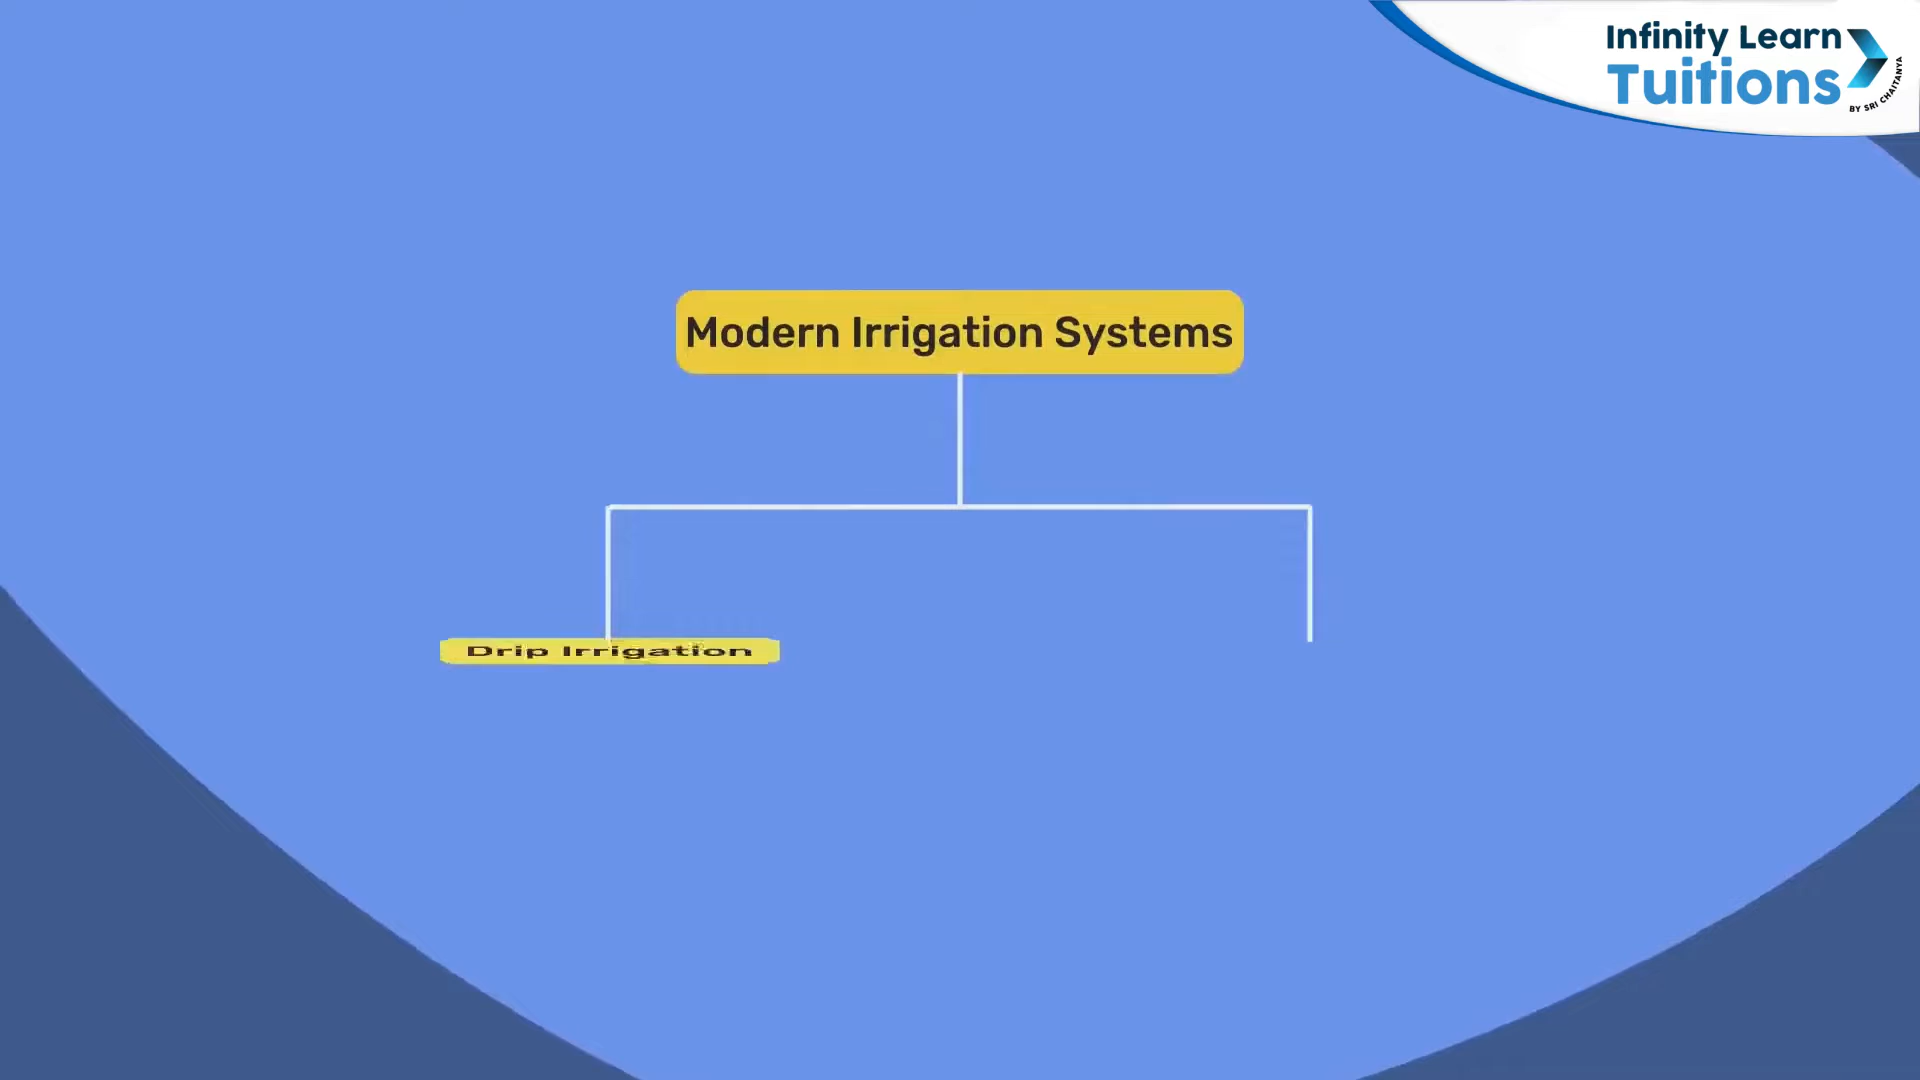 Infinity Learn
Tuitions
BY SRI CHAITANYA
Modern Irrigation Systems
Drip Irrigation